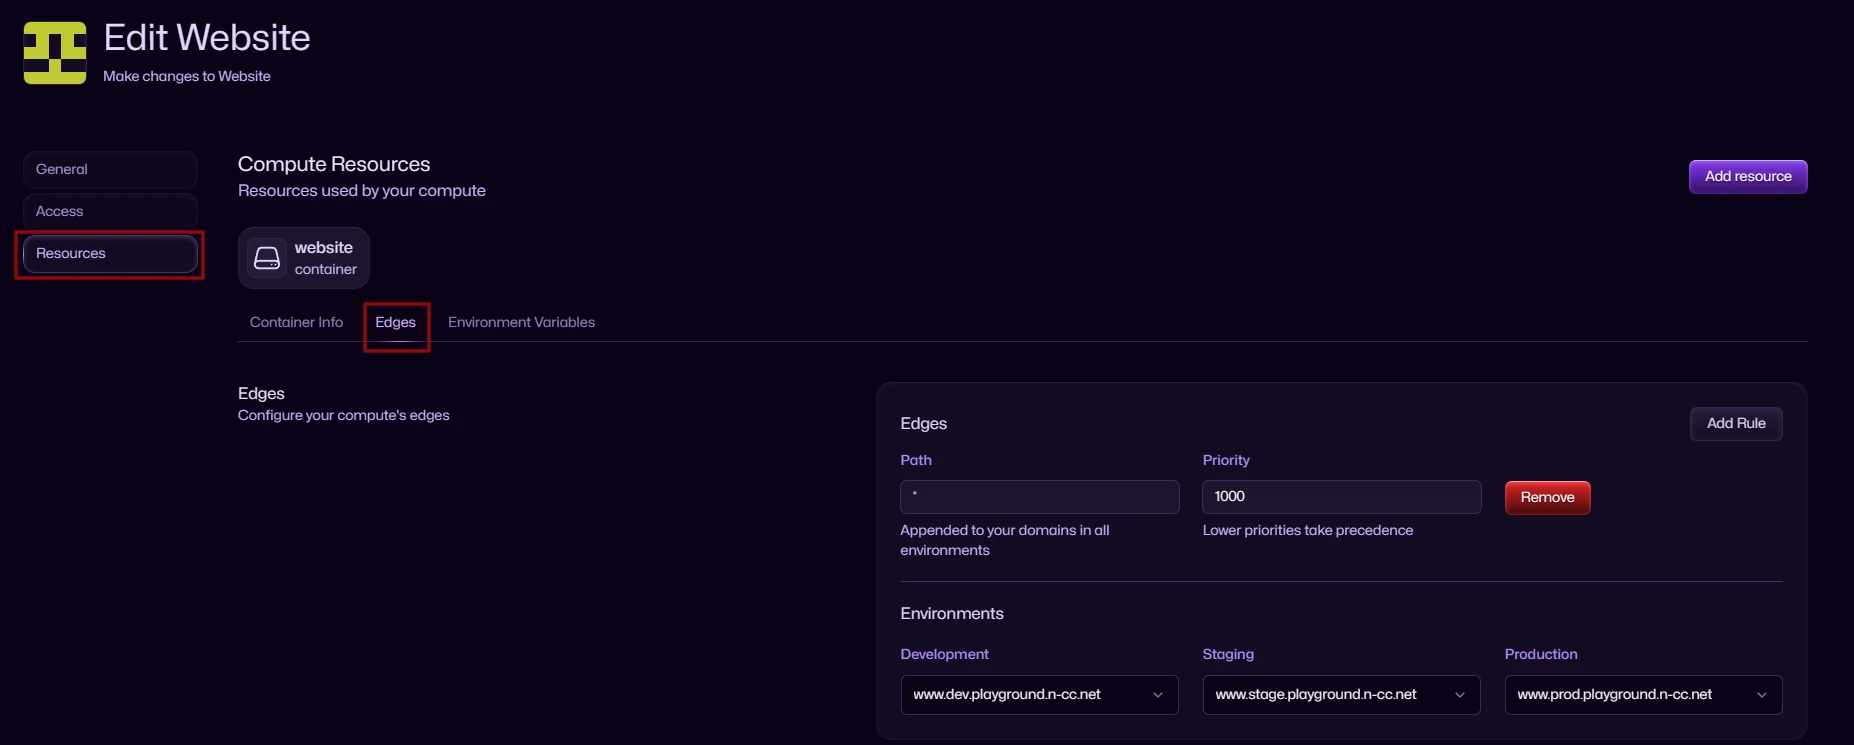 Edit Website
Make changes to Website
General
Access
Resources
Compute Resources
Resources used by your compute
Add resource
website
container
Container Info
Edges
Environment Variables
Edges
Configure your compute's edges
Edges
Add Rule
Path
Priority
*
1000
Remove
Appended to your domains in all
environments
Lower priorities take precedence
Environments
Development
Staging
Production
www.dev.playground.n-cc.net
www.stage.playground.n-cc.net
www.prod.playground.n-cc.net